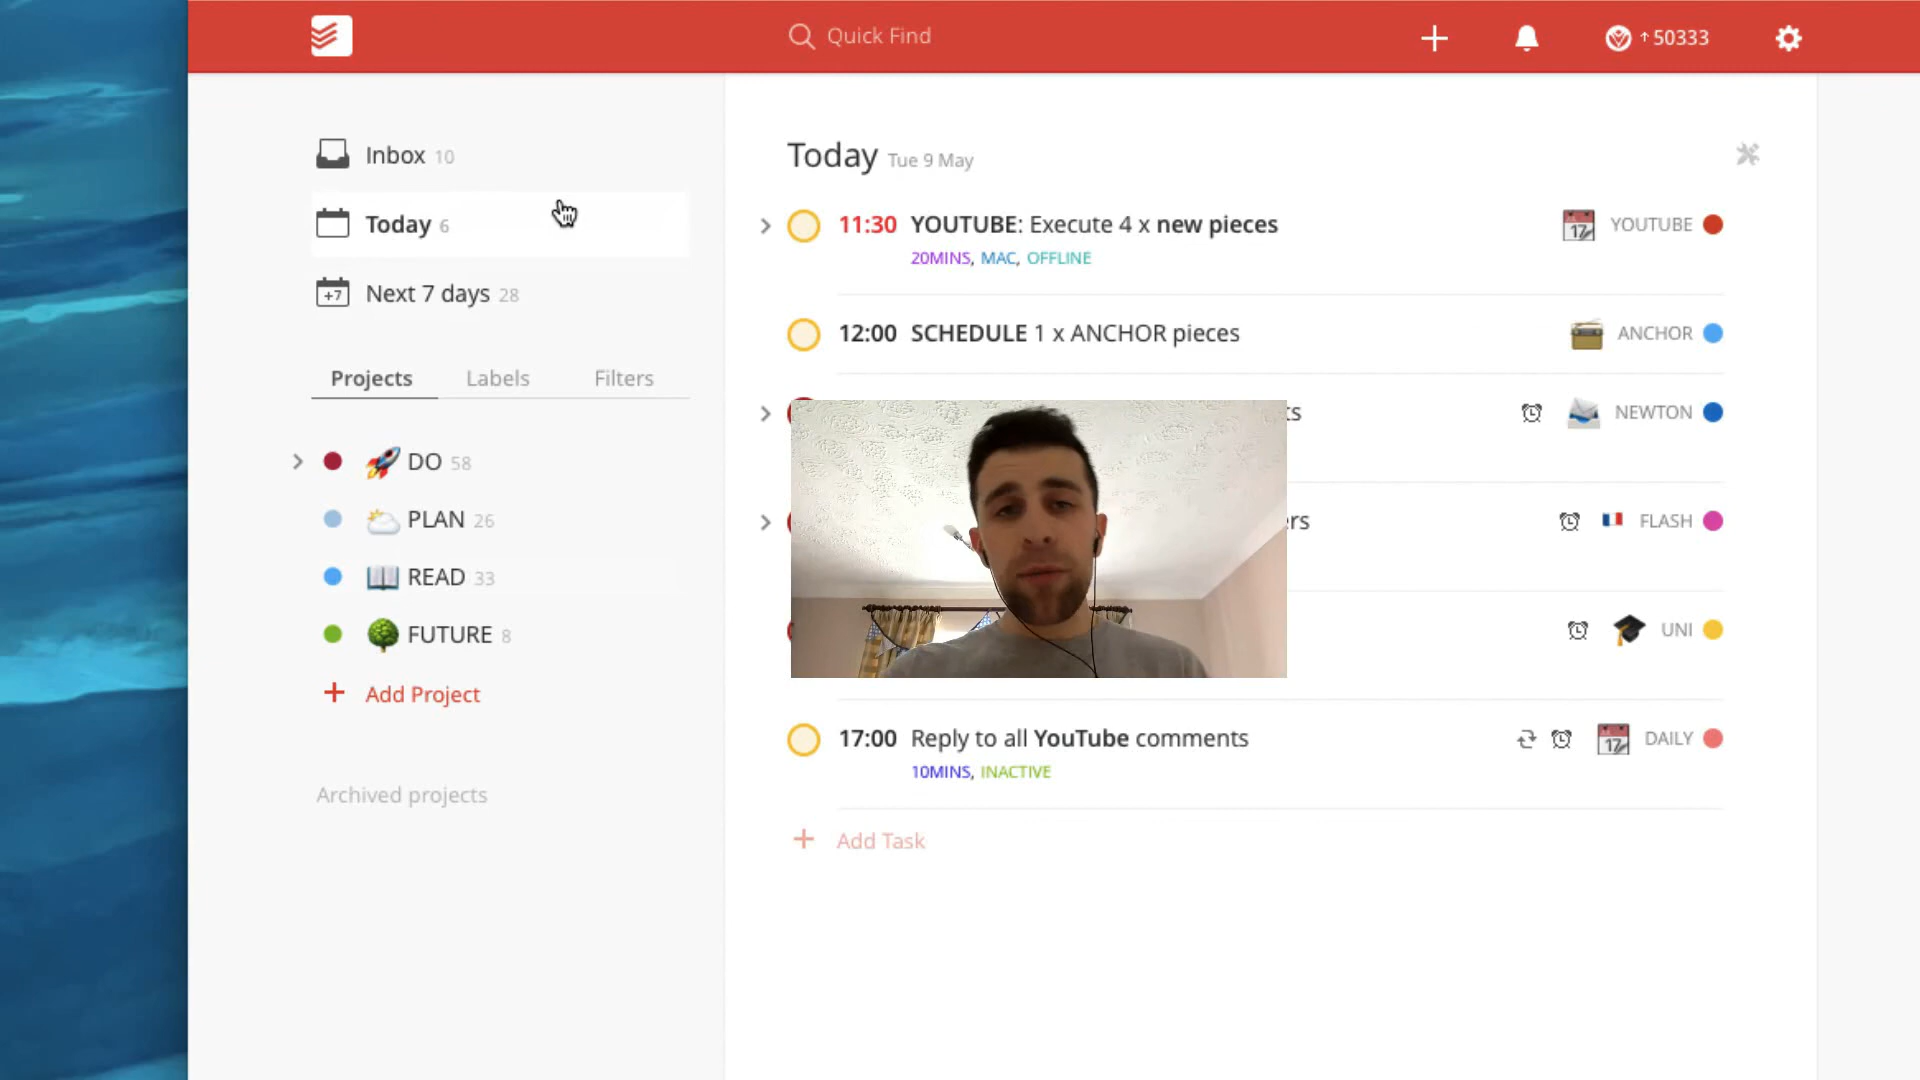 Quick Find
↑50333
Inbox 10
Today 6
+7 Next 7 days 28
Projects Labels Filters
DO 58
PLAN 26
READ 33
FUTURE 8
+ Add Project
Archived projects
Today Tue 9 May
11:30 YOUTUBE: Execute 4 x new pieces 17 YOUTUBE
20MINS, MAC, OFFLINE
12:00 SCHEDULE 1 x ANCHOR pieces ANCHOR
NEWTON
FLASH
UNI
17:00 Reply to all YouTube comments 17 DAILY
10MINS, INACTIVE
+ Add Task